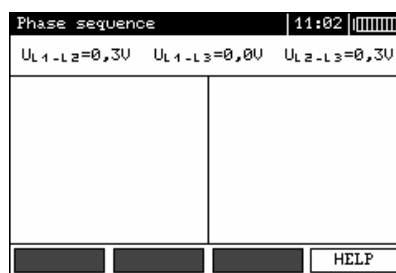 Phase sequence 11:02
UL1-L2=0,3V UL1-L3=0,0V UL2-L3=0,3V
HELP